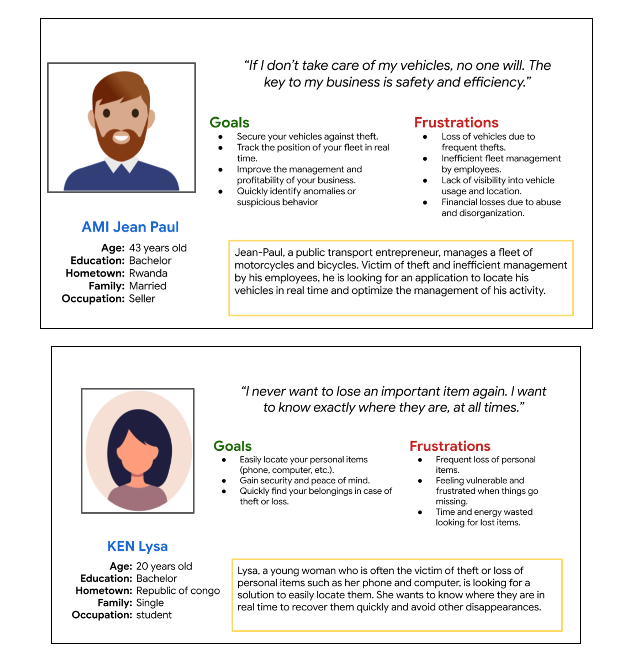 “If I don’t take care of my vehicles, no one will. The
key to my business is safety and efficiency.”
Goals
● Secure your vehicles against theft.
● Track the position of your fleet in real
time.
● Improve the management and
profitability of your business.
● Quickly identify anomalies or
suspicious behavior
Frustrations
● Loss of vehicles due to
frequent thefts.
● Inefficient fleet management
by employees.
● Lack of visibility into vehicle
usage and location.
● Financial losses due to abuse
and disorganization.
AMI Jean Paul
Age: 43 years old
Education: Bachelor
Hometown: Rwanda
Family: Married
Occupation: Seller
Jean-Paul, a public transport entrepreneur, manages a fleet of
motorcycles and bicycles. Victim of theft and inefficient management
by his employees, he is looking for an application to locate his
vehicles in real time and optimize the management of his activity.
“I never want to lose an important item again. I want
to know exactly where they are, at all times.”
Goals
● Easily locate your personal items
(phone, computer, etc.).
● Gain security and peace of mind.
● Quickly find your belongings in case of
theft or loss.
Frustrations
● Frequent loss of personal
items.
● Feeling vulnerable and
frustrated when things go
missing.
● Time and energy wasted
looking for lost items.
KEN Lysa
Age: 20 years old
Education: Bachelor
Hometown: Republic of congo
Family: Single
Occupation: student
Lysa, a young woman who is often the victim of theft or loss of
personal items such as her phone and computer, is looking for a
solution to easily locate them. She wants to know where they are in
real time to recover them quickly and avoid other disappearances.